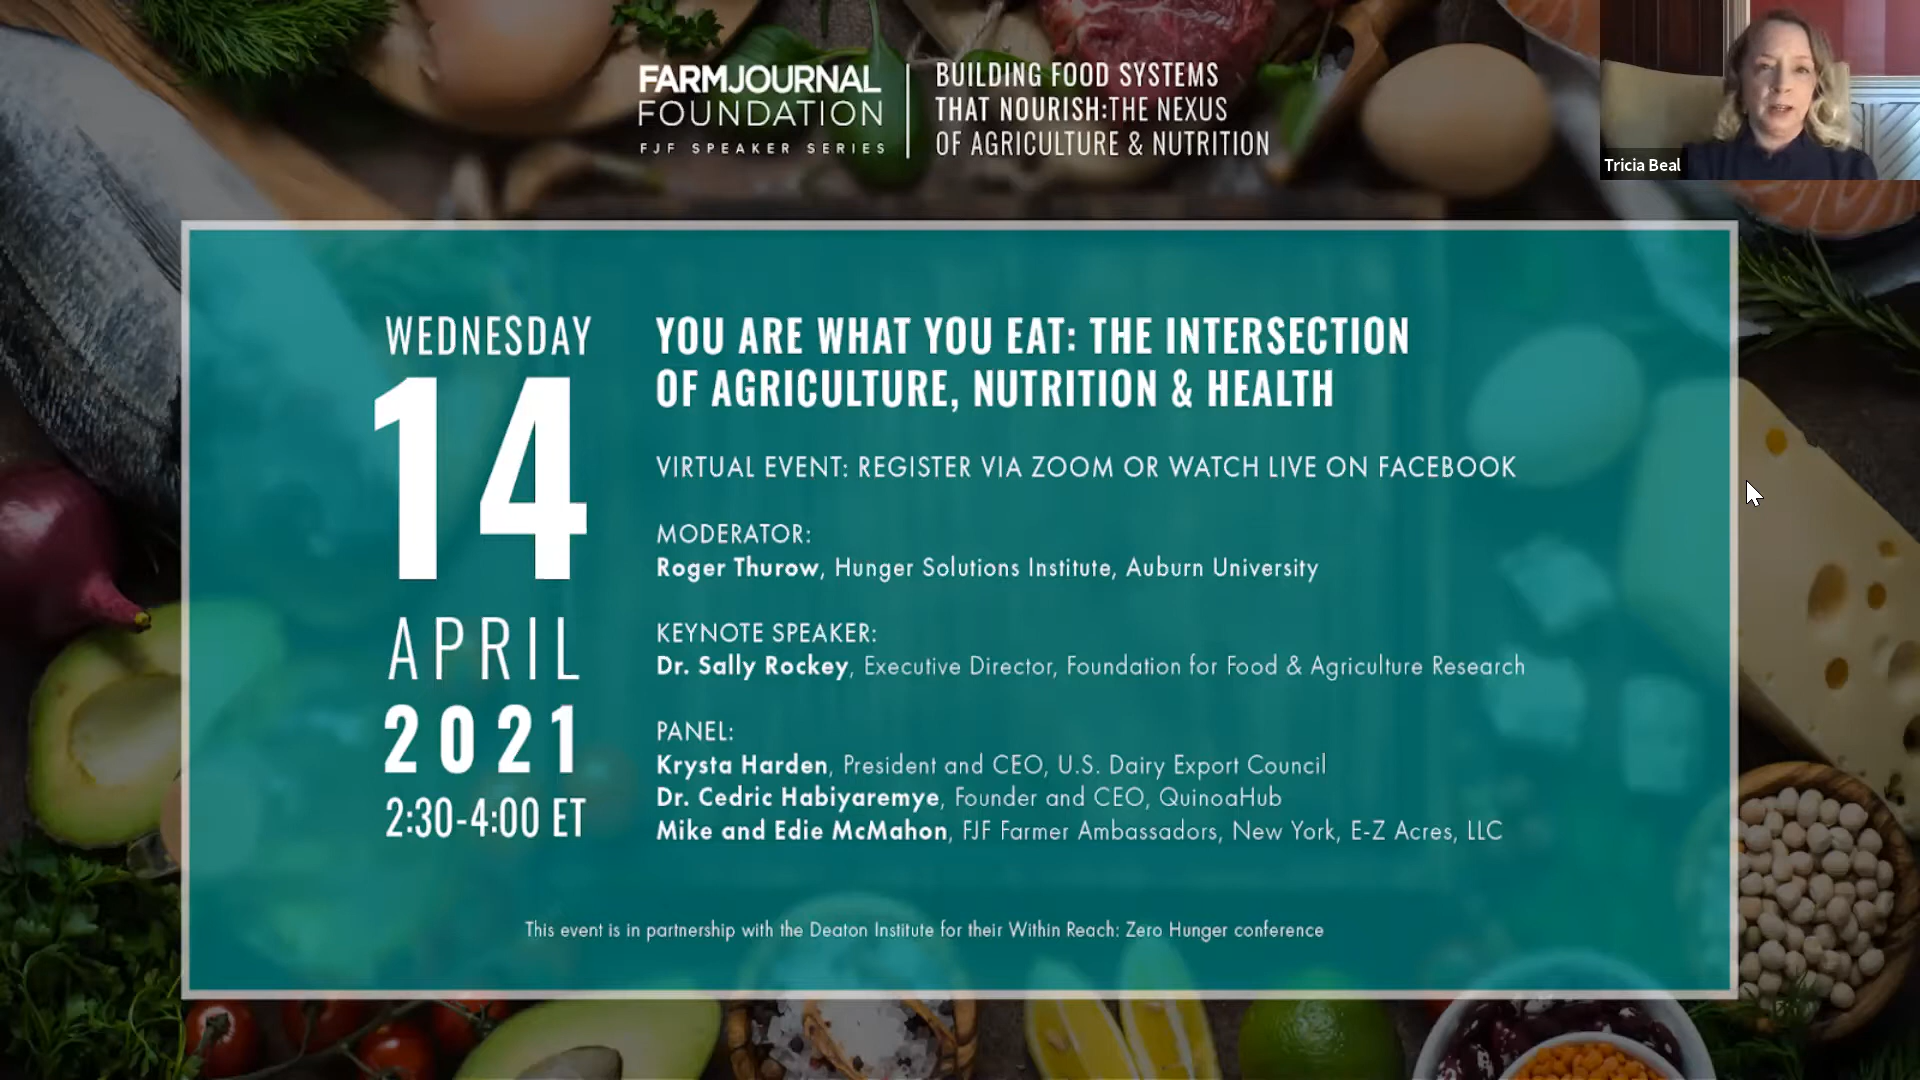 FARMJOURNAL
FOUNDATION
FJF SPEAKER SERIES
BUILDING FOOD SYSTEMS
THAT NOURISH:THE NEXUS
OF AGRICULTURE & NUTRITION
Tricia Beal
WEDNESDAY
14
APRIL
2021
2:30-4:00 ET
YOU ARE WHAT YOU EAT: THE INTERSECTION
OF AGRICULTURE, NUTRITION & HEALTH
VIRTUAL EVENT: REGISTER VIA ZOOM OR WATCH LIVE ON FACEBOOK
MODERATOR:
Roger Thurow, Hunger Solutions Institute, Auburn University
KEYNOTE SPEAKER:
Dr. Sally Rockey, Executive Director, Foundation for Food & Agriculture Research
PANEL:
Krysta Harden, President and CEO, U.S. Dairy Export Council
Dr. Cedric Habiyaremye, Founder and CEO, QuinoaHub
Mike and Edie McMahon, FJF Farmer Ambassadors, New York, E-Z Acres, LLC
This event is in partnership with the Deaton Institute for their Within Reach: Zero Hunger conference